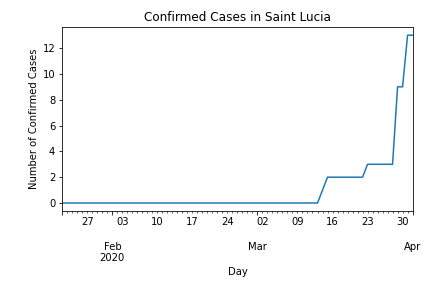 Confirmed Cases in Saint Lucia
Number of Confirmed Cases
12
10
8
6
4
2
0
27 03 10 17 24 02 09 16 23 30
Feb Mar Apr
2020
Day